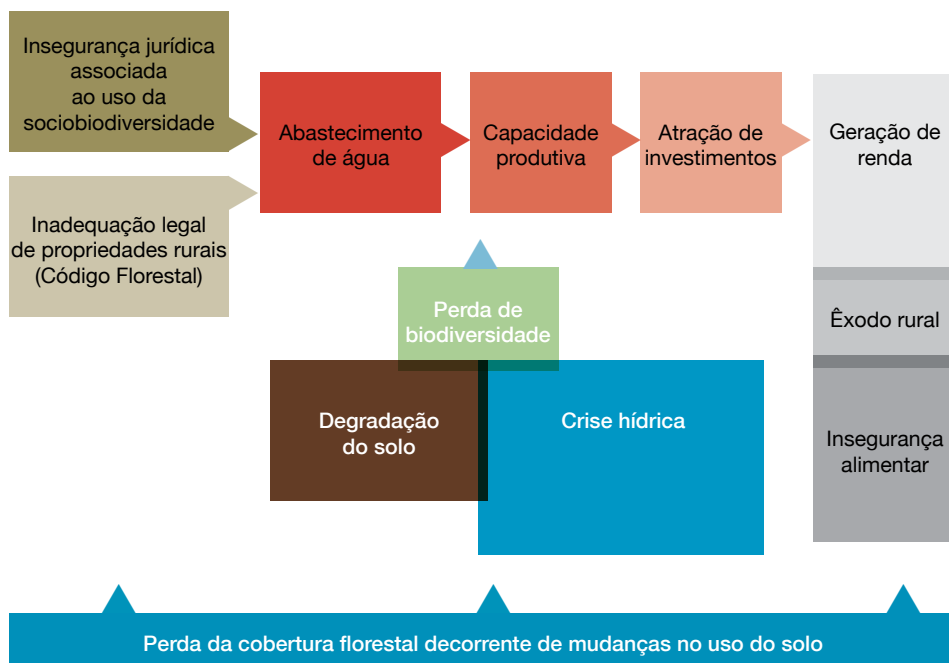 Insegurança jurídica
associada
ao uso da
sociobiodiversidade
Inadequação legal
de propriedades rurais
(Código Florestal)
Abastecimento
de água
Capacidade
produtiva
Atração de
investimentos
Geração de
renda
Êxodo rural
Insegurança
alimentar
Perda de
biodiversidade
Degradação
do solo
Crise hídrica
Perda da cobertura florestal decorrente de mudanças no uso do solo